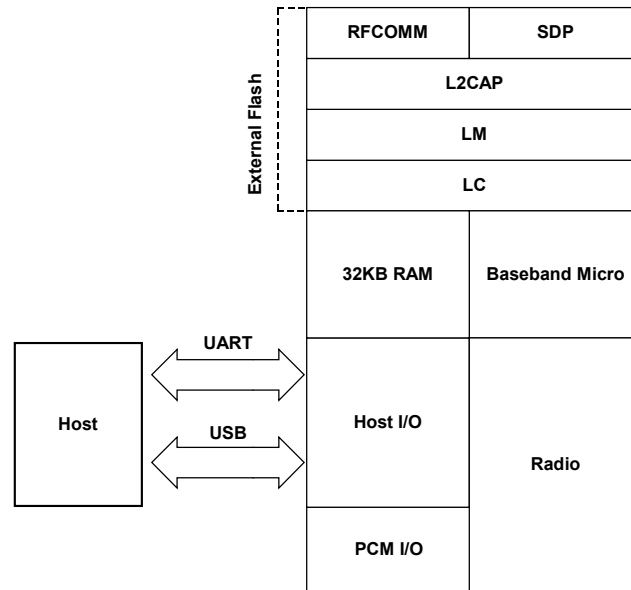 RFCOMM
SDP
L2CAP
LM
LC
External Flash
32KB RAM
Baseband Micro
UART
Host
USB
Host I/O
Radio
PCM I/O